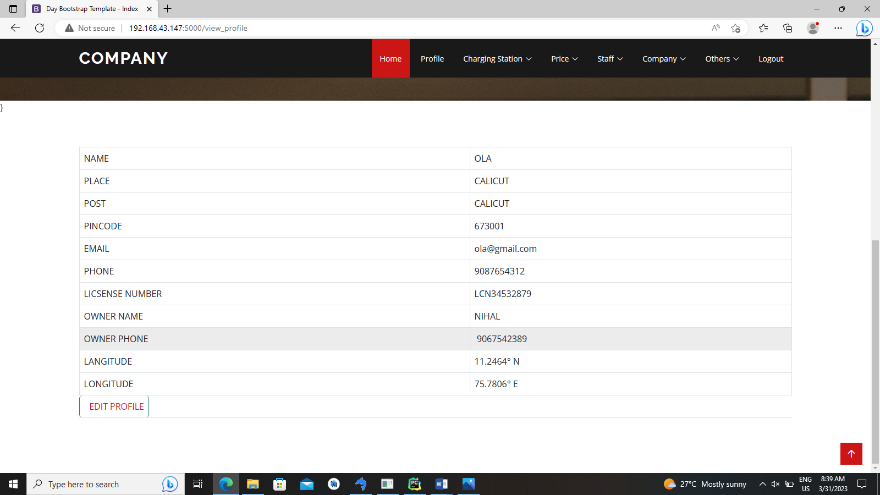 Day Bootstrap Template - Index
Not secure 192.168.43.147:5000/view_profile
COMPANY Home Profile Charging Station Price Staff Company Others Logout
}
NAME OLA
PLACE CALICUT
POST CALICUT
PINCODE 673001
EMAIL ola@gmail.com
PHONE 9087654312
LICSENSE NUMBER LCN34532879
OWNER NAME NIHAL
OWNER PHONE 9067542389
LANGITUDE 11.2464° N
LONGITUDE 75.7806° E
EDIT PROFILE
Type here to search 27°C Mostly sunny ENG 8:39 AM
US 3/31/2023